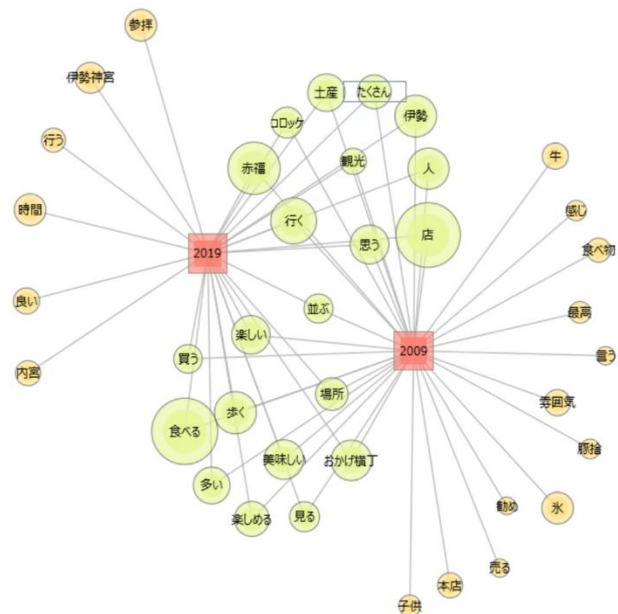 参拝
伊勢神宮
行う
時間
良い
内宮
2019
土産
たくさん
伊勢
コロッケ
赤福
観光
人
行く
思う
店
並ぶ
楽しい
買う
場所
食べる
歩く
美味しい
おかげ横丁
多い
楽しめる
見る
2009
牛
感じ
食べ物
最高
言う
雰囲気
豚捨
勧め
氷
売る
本店
子供